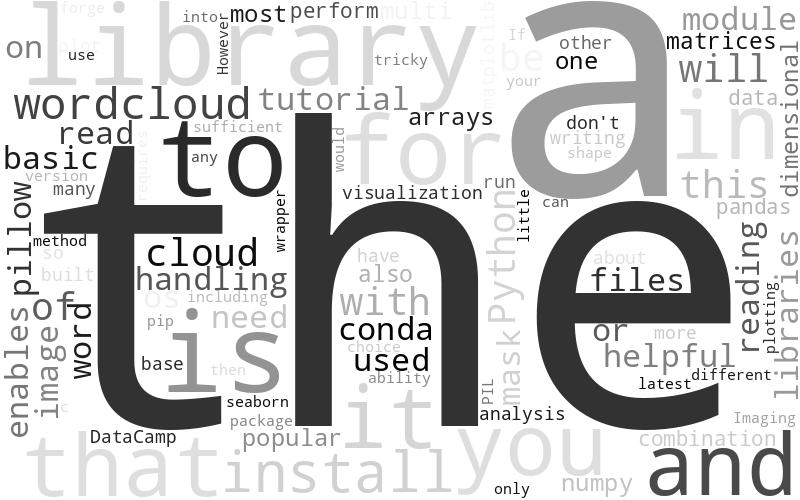 forge
into
However
most
perform
multi
library
a
module
on
plot
use
tricky
matplotlib
If
be
other
one
matrices
will
wordcloud
tutorial
arrays
data
dimensional
read
sufficient
to
any
would
for
don't
writing
shape
in
basic
version
many
requires
wrapper
visualization
run
little
can
this
pandas
pillow
the
method
so
built
cloud
handling
have
also
Python
about
files
reading
plotting
libraries
of
word
os
including
with
need
pip
is
conda
choice
used
mask
or
more
helpful
enables
image
c
base
then
ability
PIL
latest
different
seaborn
package
it
analysis
DataCamp
popular
you
Imaging
combination
that
install
only
numpy
and
your